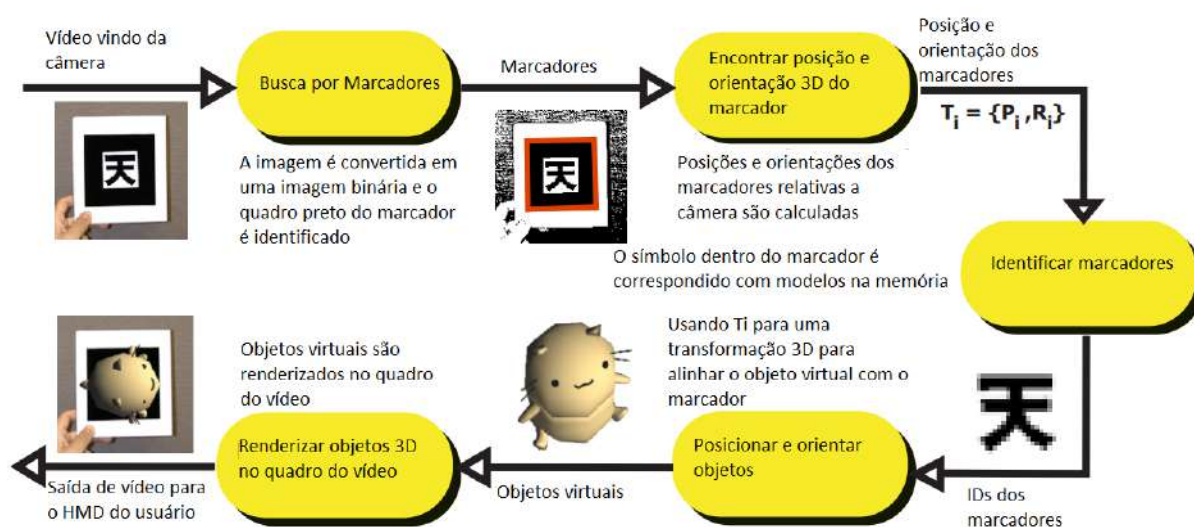 Vídeo vindo da
câmera
天
Busca por Marcadores
A imagem é convertida em
uma imagem binária e o
quadro preto do marcador
é identificado
Marcadores
天
Encontrar posição e
orientação 3D do
marcador
Posições e orientações dos
marcadores relativas a
câmera são calculadas
Posição e
orientação dos
marcadores
Ti = {Pi ,Ri}
Identificar marcadores
O símbolo dentro do marcador é
correspondido com modelos na memória
天
IDs dos
marcadores
Usando Ti para uma
transformação 3D para
alinhar o objeto virtual com o
marcador
Posicionar e orientar
objetos
Objetos virtuais
Objetos virtuais são
renderizados no quadro
do vídeo
Renderizar objetos 3D
no quadro do vídeo
Saída de vídeo para
o HMD do usuário